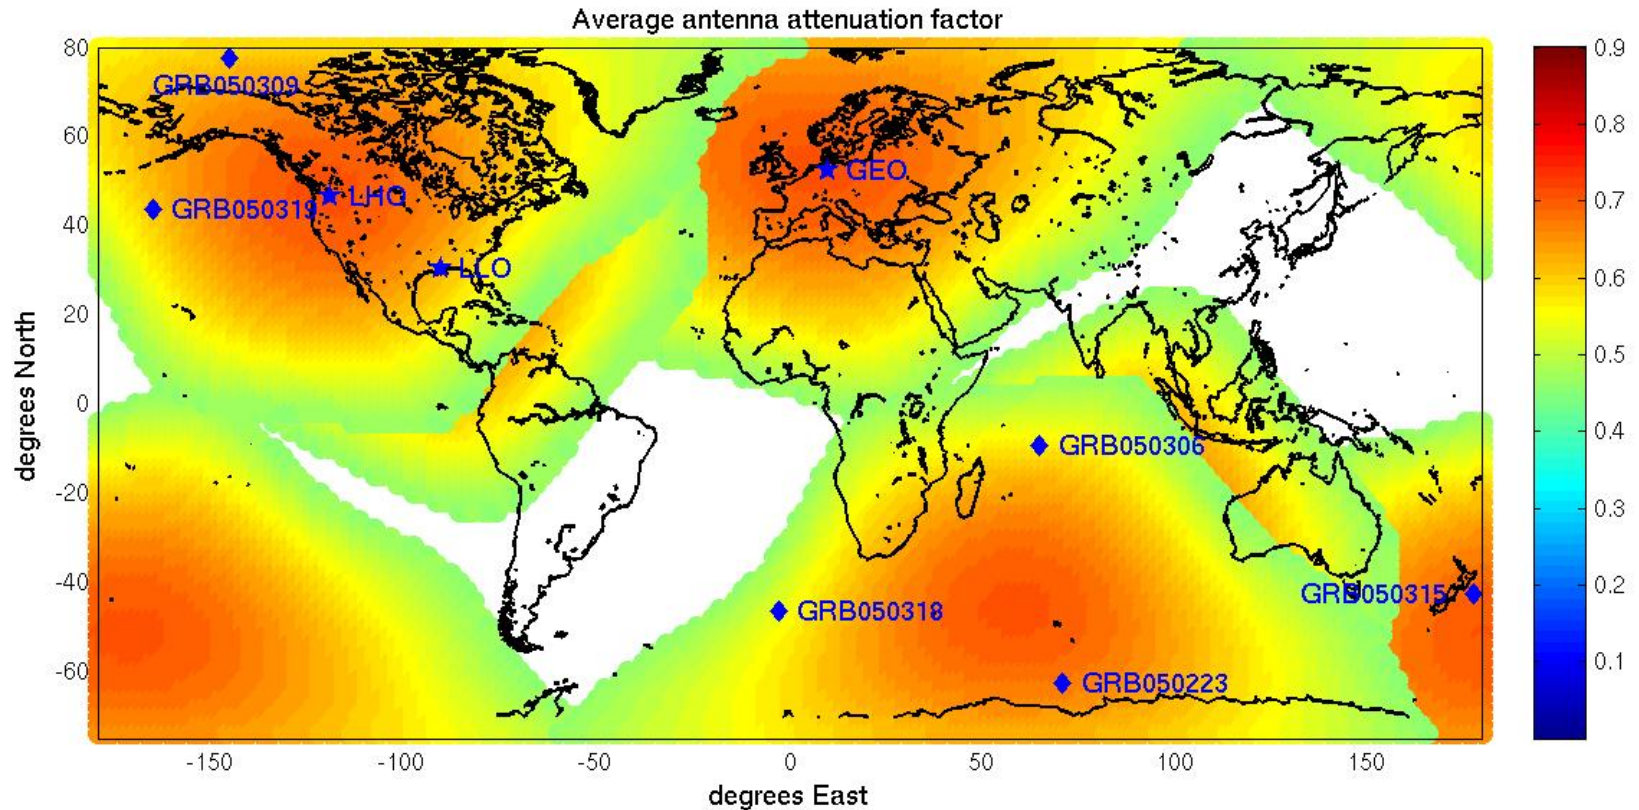 Average antenna attenuation factor
80
60
40
20
0
-20
-40
-60
degrees North
GRB050309
GRB050319
LHO
LLO
GEO
GRB050306
GRB050315
GRB050318
GRB050223
-150
-100
-50
0
50
100
150
degrees East
0.9
0.8
0.7
0.6
0.5
0.4
0.3
0.2
0.1